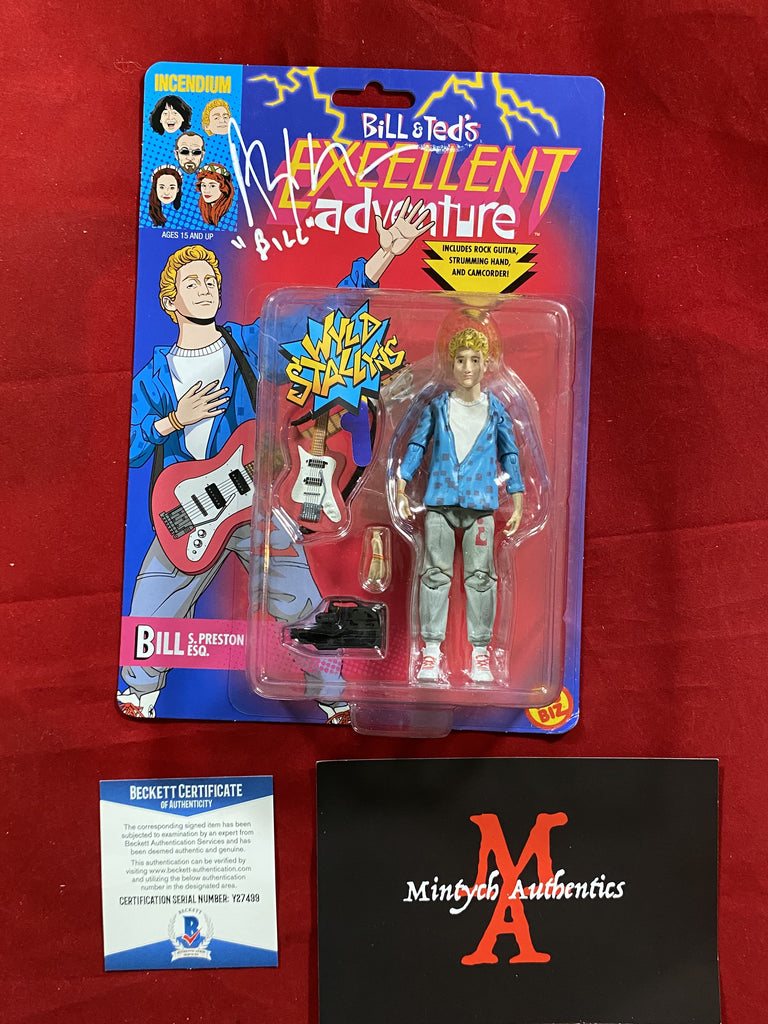 INCENDIUM
AGES 15 AND UP
BiLL & TeD's
EXCELLENT
adventure
TM
"BILL"
INCLUDES ROCK GUITAR,
STRUMMING HAND,
AND CAMCORDER!
WYLD
STALLYNS
BILL S. PRESTON
ESQ.
BIZ
BECKETT CERTIFICATE
OF AUTHENTICITY
The corresponding signed item has been
subjected to examination by an expert from
Beckett Authentication Services and has
been deemed authentic and genuine.
This authentication can be verified by
visiting www.beckett-authentication.com
and utilizing the below authentication
number in the designated area.
CERTIFICATION SERIAL NUMBER: Y27499
BECKETT
B
M
Mintych Authentics
A